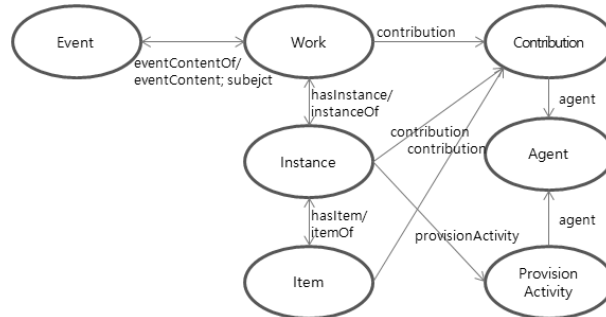 Event
Work
contribution
Contribution
eventContentOf/
eventContent; subejct
hasInstance/
instanceOf
agent
contribution
contribution
Instance
Agent
hasItem/
itemOf
provisionActivity
agent
Item
Provision
Activity